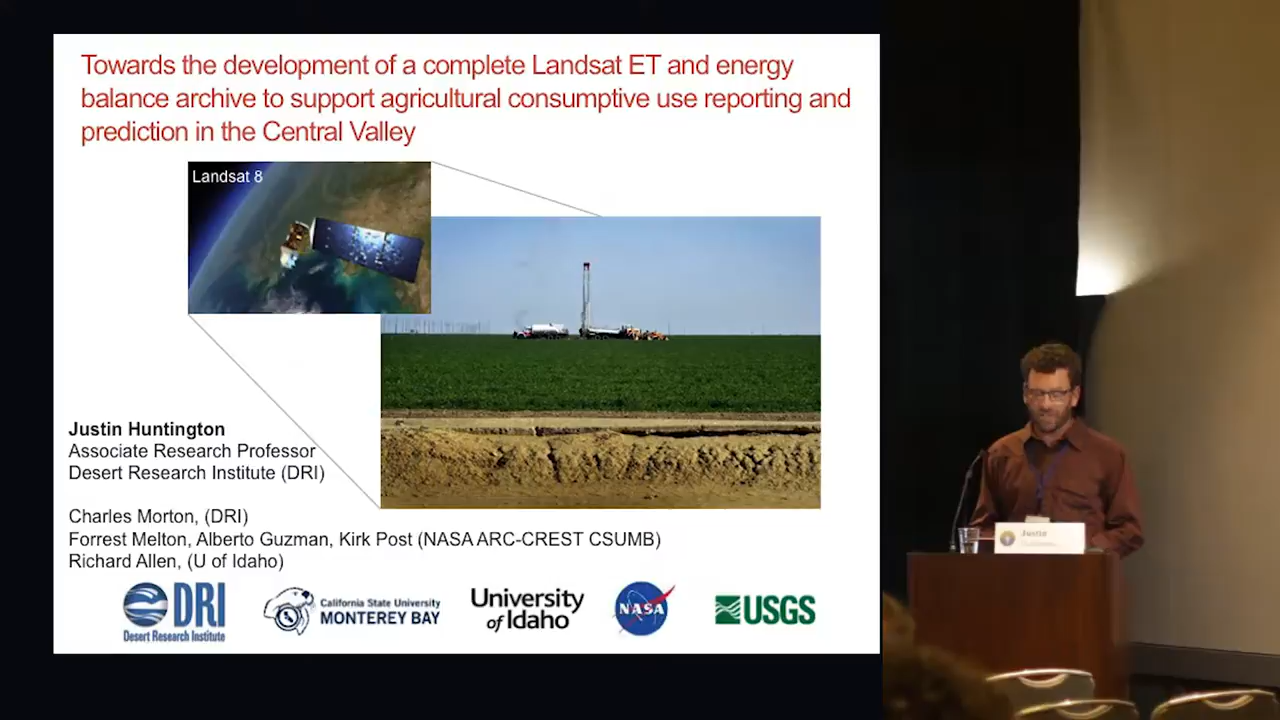 Towards the development of a complete Landsat ET and energy
balance archive to support agricultural consumptive use reporting and
prediction in the Central Valley
Landsat 8
Justin Huntington
Associate Research Professor
Desert Research Institute (DRI)
Charles Morton, (DRI)
Forrest Melton, Alberto Guzman, Kirk Post (NASA ARC-CREST CSUMB)
Richard Allen, (U of Idaho)
DRI
Desert Research Institute
California State University
MONTEREY BAY
University
of Idaho
NASA
USGS
Justin